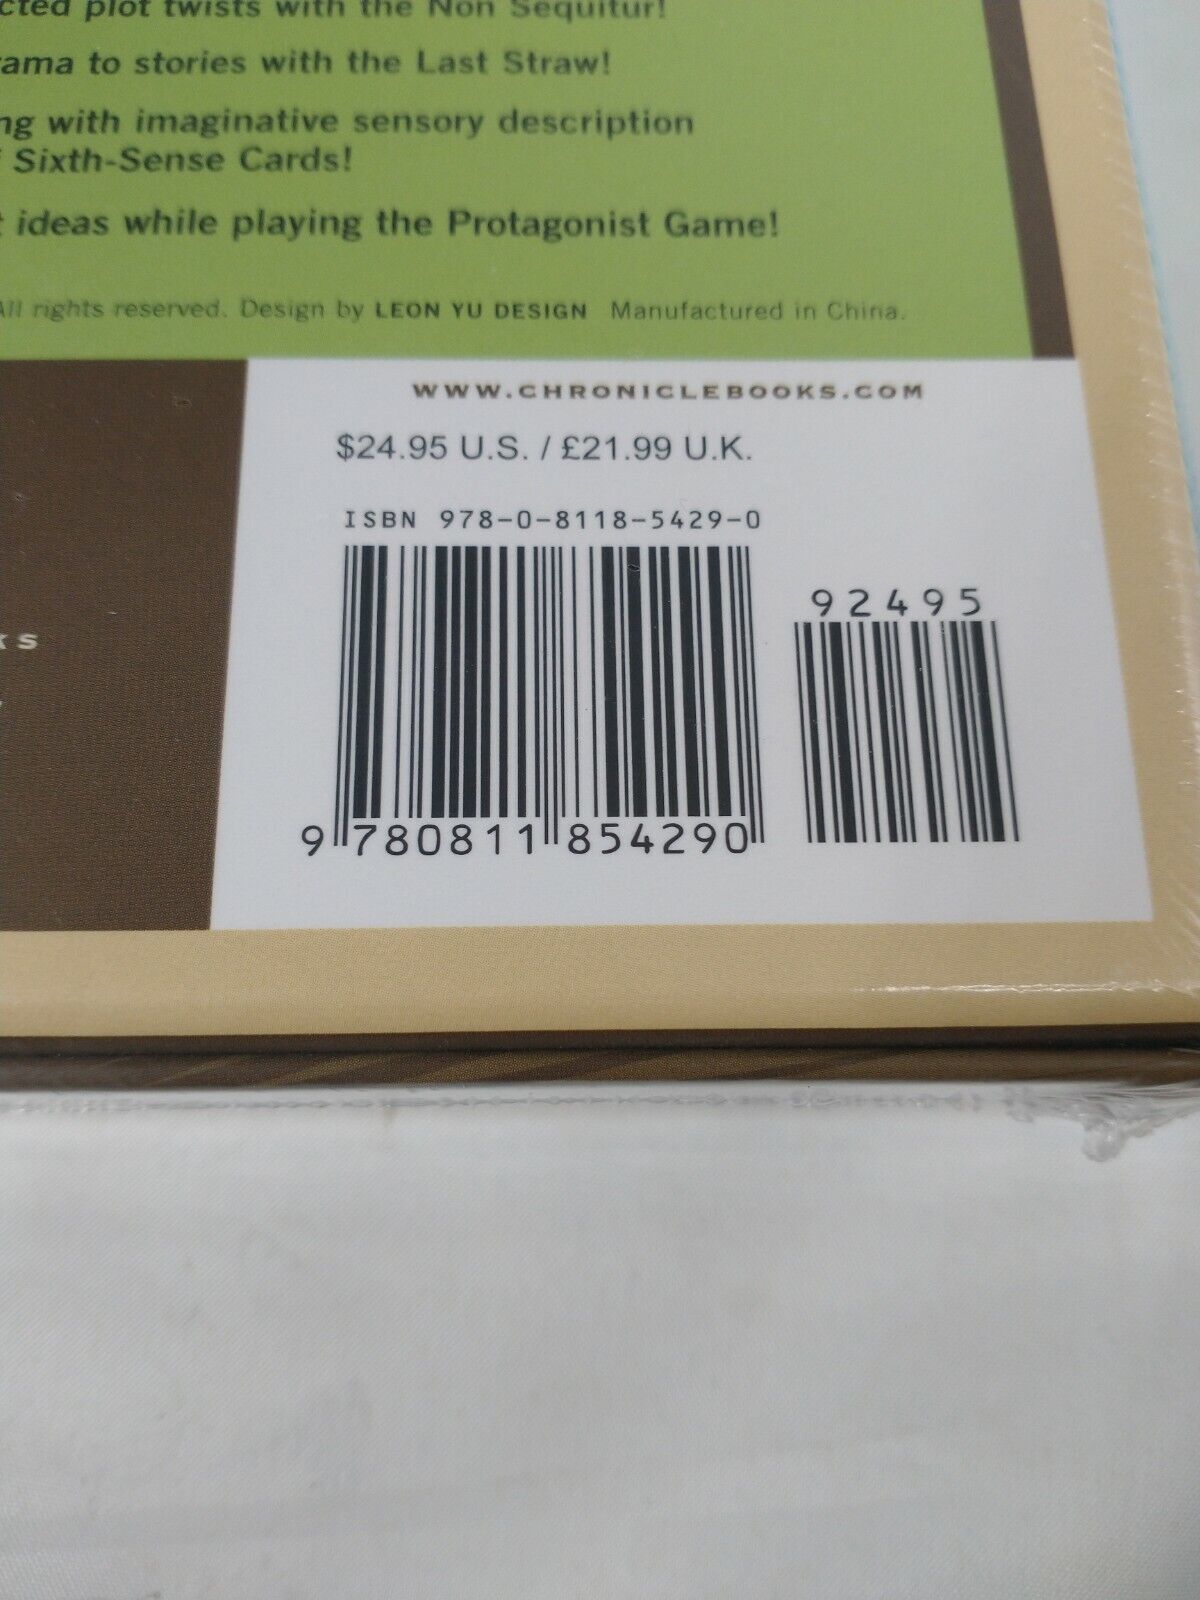 cted plot twists with the Non Sequitur!
ama to stories with the Last Straw!
ng with imaginative sensory description
Sixth-Sense Cards!
t ideas while playing the Protagonist Game!
All rights reserved. Design by LEON YU DESIGN Manufactured in China.
WWW.CHRONICLEBOOKS.COM
$24.95 U.S. / £21.99 U.K.
ISBN 978-0-8118-5429-0
92495
9 780811 854290
ks